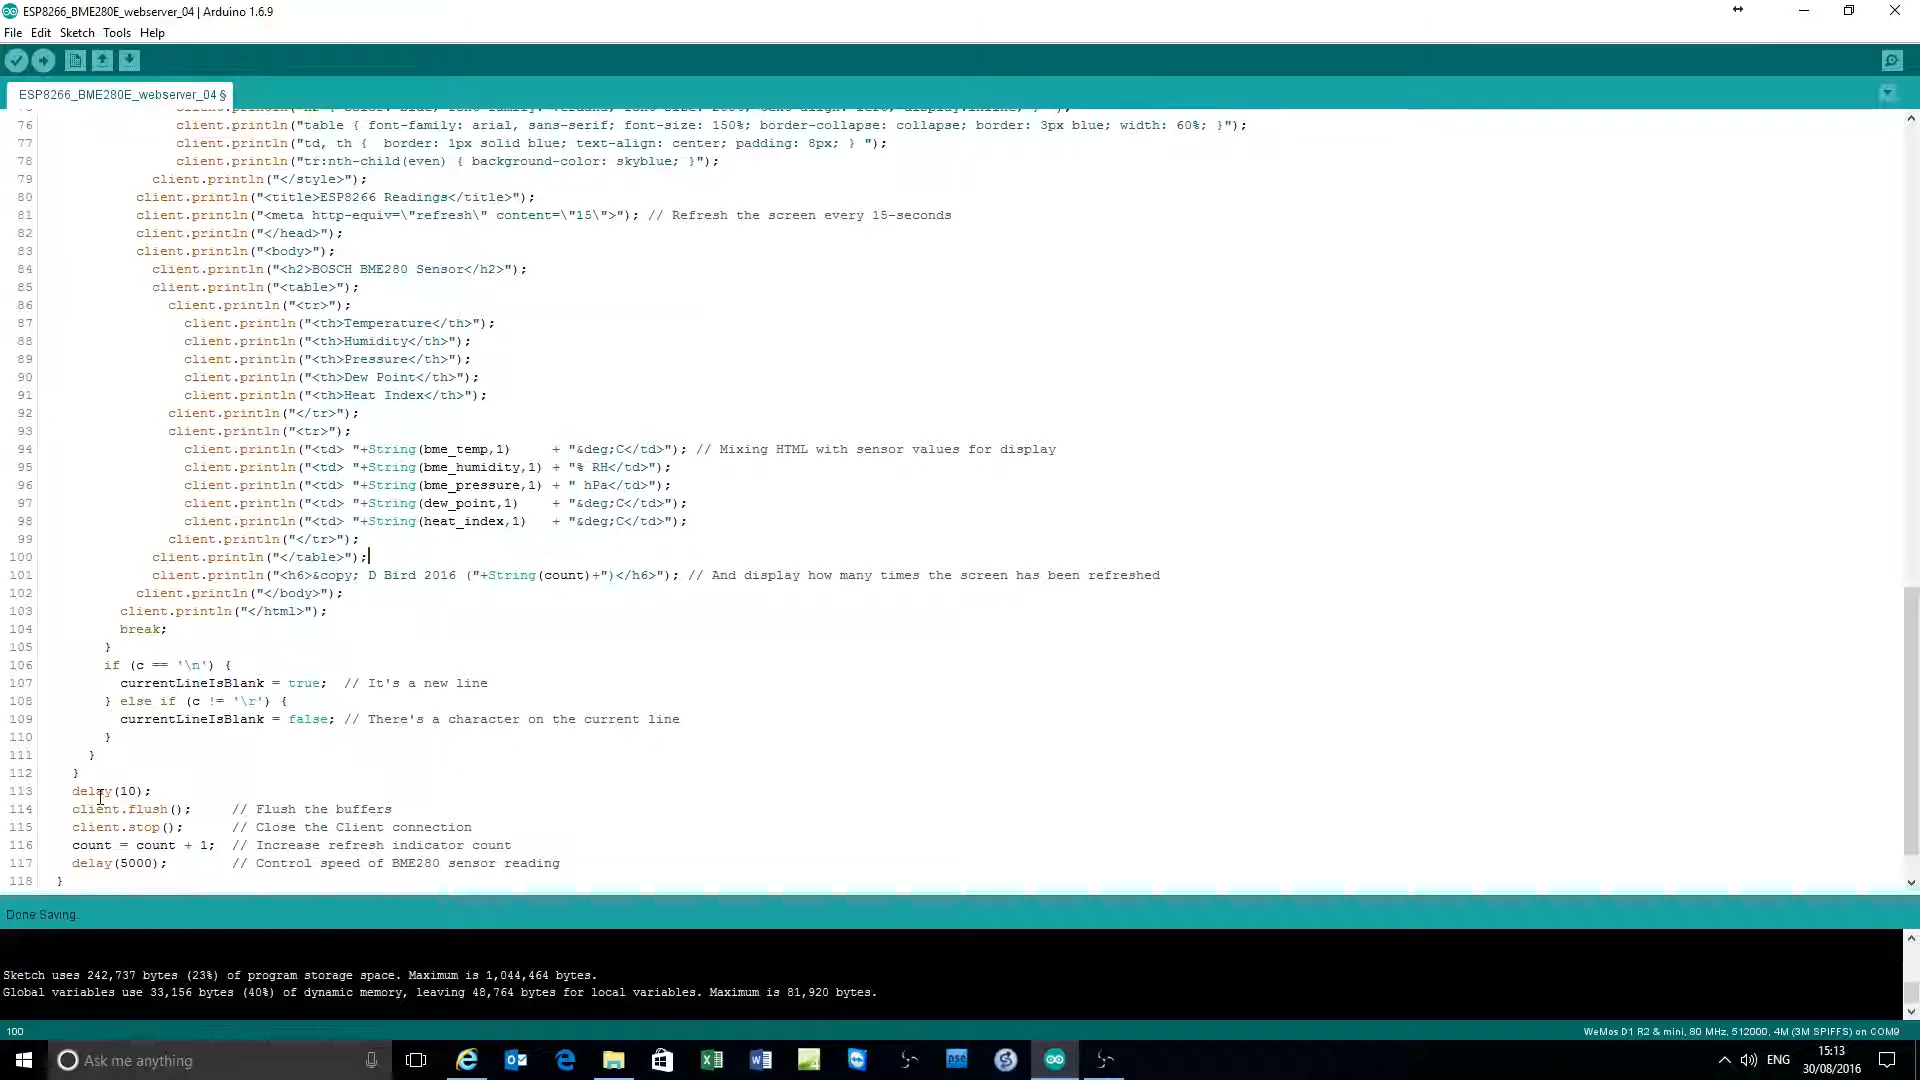 ESP8266_BME280E_webserver_04 | Arduino 1.6.9
File Edit Sketch Tools Help
ESP8266_BME280E_webserver_04 §
76 client.println("table { font-family: arial, sans-serif; font-size: 150%; border-collapse: collapse; border: 3px blue; width: 60%; }");
77 client.println("td, th {  border: 1px solid blue; text-align: center; padding: 8px; } ");
78 client.println("tr:nth-child(even) { background-color: skyblue; }");
79 client.println("</style>");
80 client.println("<title>ESP8266 Readings</title>");
81 client.println("<meta http-equiv=\"refresh\" content=\"15\">"); // Refresh the screen every 15-seconds
82 client.println("</head>");
83 client.println("<body>");
84 client.println("<h2>BOSCH BME280 Sensor</h2>");
85 client.println("<table>");
86 client.println("<tr>");
87 client.println("<th>Temperature</th>");
88 client.println("<th>Humidity</th>");
89 client.println("<th>Pressure</th>");
90 client.println("<th>Dew Point</th>");
91 client.println("<th>Heat Index</th>");
92 client.println("</tr>");
93 client.println("<tr>");
94 client.println("<td> "+String(bme_temp,1)     + "&deg;C</td>"); // Mixing HTML with sensor values for display
95 client.println("<td> "+String(bme_humidity,1) + "% RH</td>");
96 client.println("<td> "+String(bme_pressure,1) + " hPa</td>");
97 client.println("<td> "+String(dew_point,1)    + "&deg;C</td>");
98 client.println("<td> "+String(heat_index,1)   + "&deg;C</td>");
99 client.println("</tr>");
100 client.println("</table>");
101 client.println("<h6>&copy; D Bird 2016 ("+String(count)+")</h6>"); // And display how many times the screen has been refreshed
102 client.println("</body>");
103 client.println("</html>");
104 break;
105 }
106 if (c == '\n') {
107 currentLineIsBlank = true;  // It's a new line
108 } else if (c != '\r') {
109 currentLineIsBlank = false; // There's a character on the current line
110 }
111 }
112 }
113 delay(10);
114 client.flush();     // Flush the buffers
115 client.stop();      // Close the Client connection
116 count = count + 1;  // Increase refresh indicator count
117 delay(5000);        // Control speed of BME280 sensor reading
118 }
Done Saving.
Sketch uses 242,737 bytes (23%) of program storage space. Maximum is 1,044,464 bytes.
Global variables use 33,156 bytes (40%) of dynamic memory, leaving 48,764 bytes for local variables. Maximum is 81,920 bytes.
100 WeMos D1 R2 & mini, 80 MHz, 512000, 4M (3M SPIFFS) on COM9
Ask me anything
pse
ENG
15:13
30/08/2016